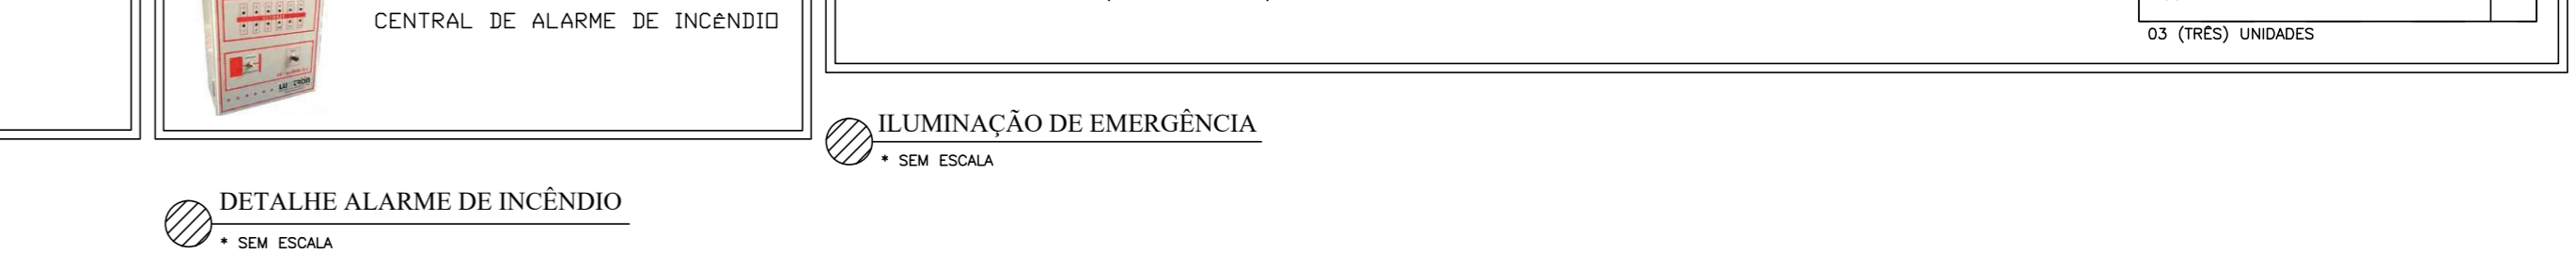 CENTRAL DE ALARME DE INCÊNDIO
03 (TRÊS) UNIDADES
ILUMINAÇÃO DE EMERGÊNCIA
* SEM ESCALA
DETALHE ALARME DE INCÊNDIO
* SEM ESCALA